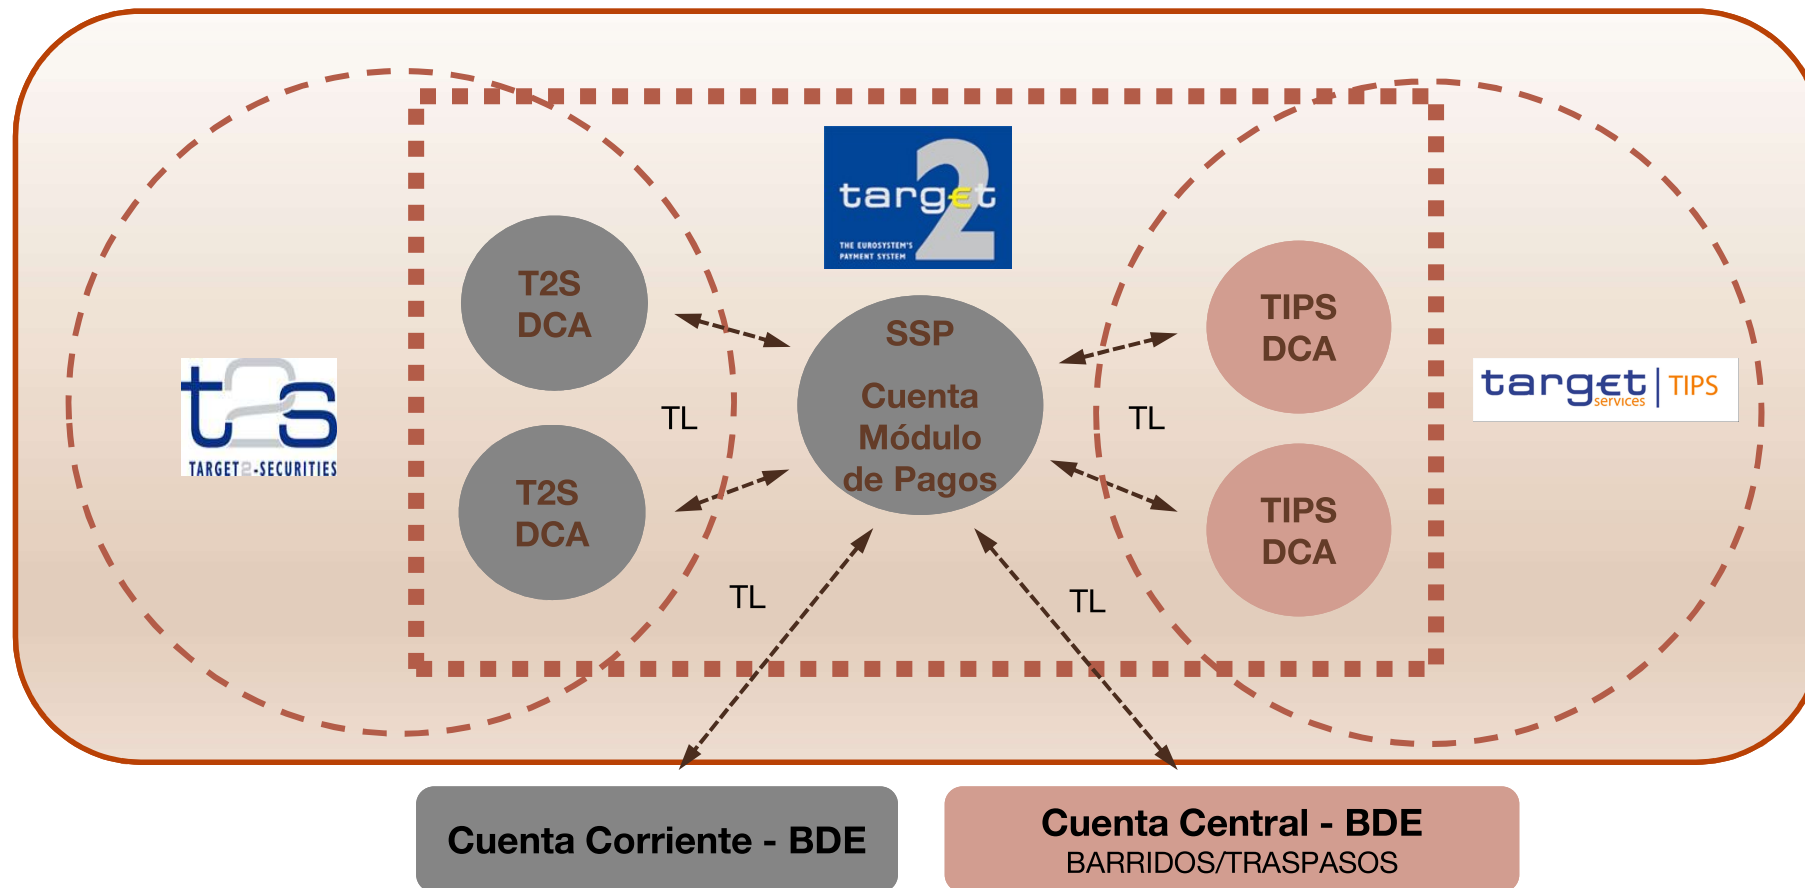 2
target
THE EUROSYSTEM'S
PAYMENT SYSTEM
T2S
DCA
T2S
DCA
t2s
TARGET2-SECURITIES
SSP
Cuenta
Módulo
de Pagos
TIPS
DCA
TIPS
DCA
target | TIPS
services
TL
TL
TL
TL
Cuenta Corriente - BDE
Cuenta Central - BDE
BARRIDOS/TRASPASOS